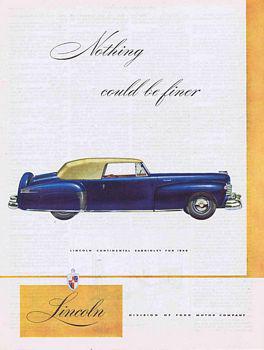 Nothing
could be finer
LINCOLN CONTINENTAL CABRIOLET FOR 1946
Lincoln
DIVISION OF FORD MOTOR COMPANY